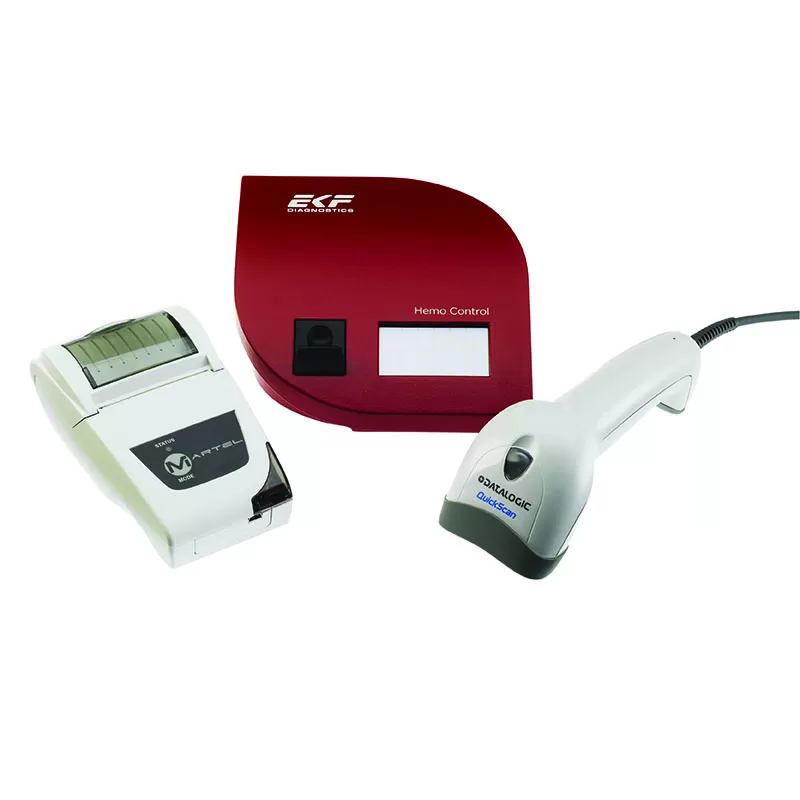 EKF
DIAGNOSTICS
Hemo Control
STATUS
MARTEL
MODE
DATALOGIC
QuickScan